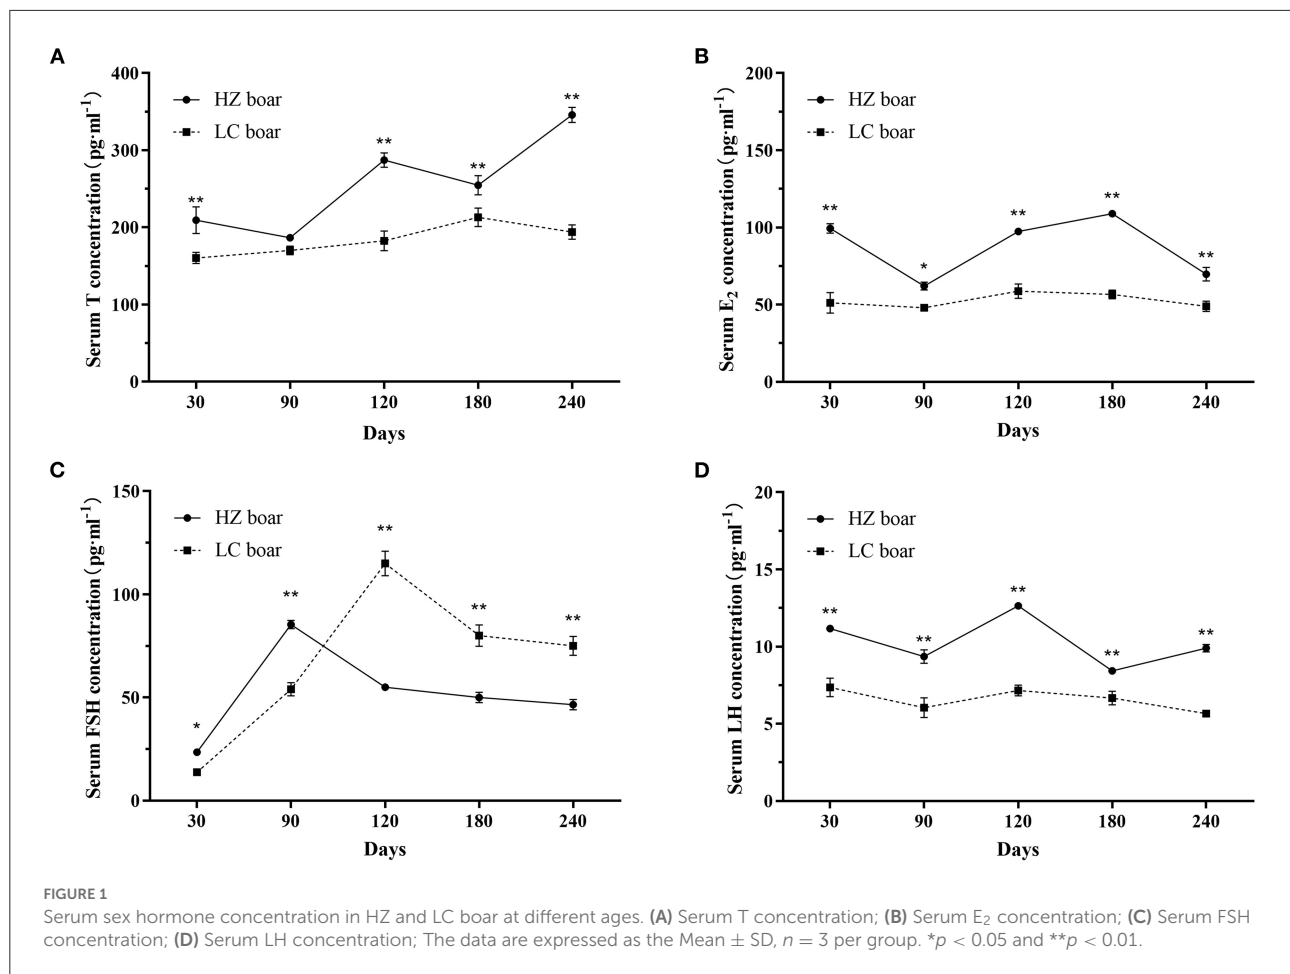 A
Serum T concentration (pg·ml⁻¹)
400
300
200
100
0
HZ boar
LC boar
**
**
**
**
30 90 120 180 240
Days
B
Serum E₂ concentration (pg·ml⁻¹)
200
150
100
50
0
HZ boar
LC boar
**
*
**
**
**
30 90 120 180 240
Days
C
Serum FSH concentration (pg·ml⁻¹)
150
100
50
0
HZ boar
LC boar
*
**
**
**
**
30 90 120 180 240
Days
D
Serum LH concentration (pg·ml⁻¹)
20
15
10
5
0
HZ boar
LC boar
**
**
**
**
**
30 90 120 180 240
Days
FIGURE 1
Serum sex hormone concentration in HZ and LC boar at different ages. (A) Serum T concentration; (B) Serum E₂ concentration; (C) Serum FSH
concentration; (D) Serum LH concentration; The data are expressed as the Mean ± SD, n = 3 per group. *p < 0.05 and **p < 0.01.